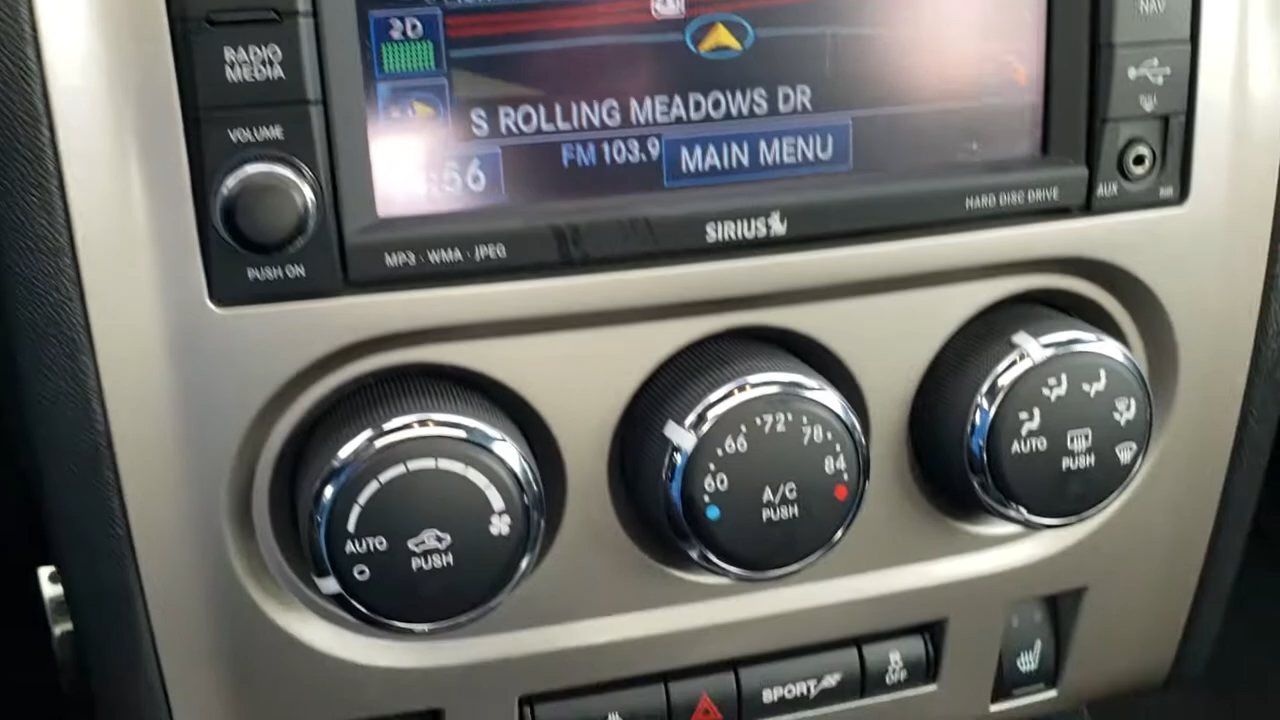 2D
RADIO
MEDIA
VOLUME
PUSH ON
S ROLLING MEADOWS DR
:56
FM 103.9
MAIN MENU
NAV
AUX
MP3 · WMA · JPEG
SIRIUS
HARD DISC DRIVE
AUTO
PUSH
60
66
72
78
84
A/C
PUSH
AUTO
PUSH
SPORT
OFF